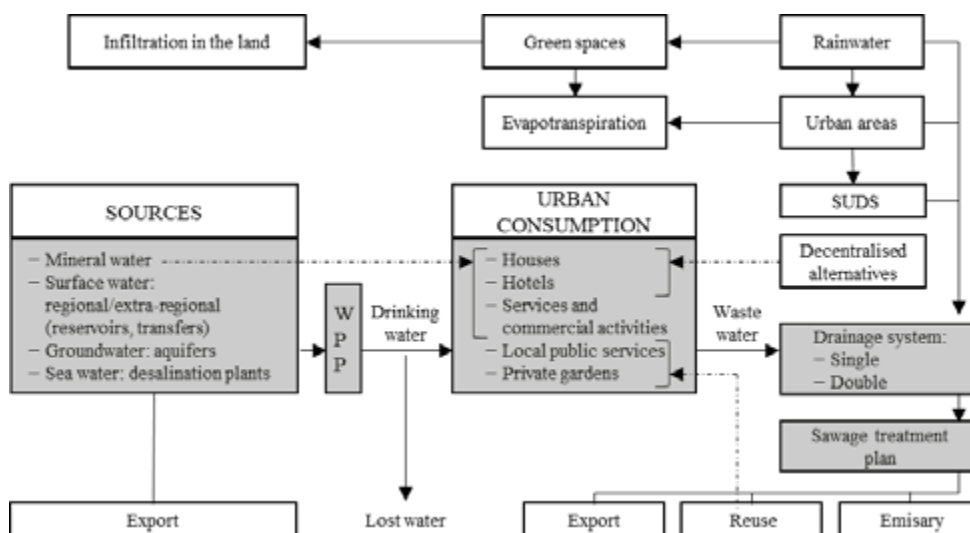 Infiltration in the land
Green spaces
Rainwater
Evapotranspiration
Urban areas
SOURCES
URBAN
CONSUMPTION
SUDS
– Mineral water
– Surface water:
regional/extra-regional
(reservoirs, transfers)
– Groundwater: aquifers
– Sea water: desalination plants
W
P
P
Drinking
water
– Houses
– Hotels
– Services and
commercial activities
– Local public services
– Private gardens
Decentralised
alternatives
Waste
water
Drainage system:
– Single
– Double
Sawage treatment
plan
Export
Lost water
Export
Reuse
Emisary